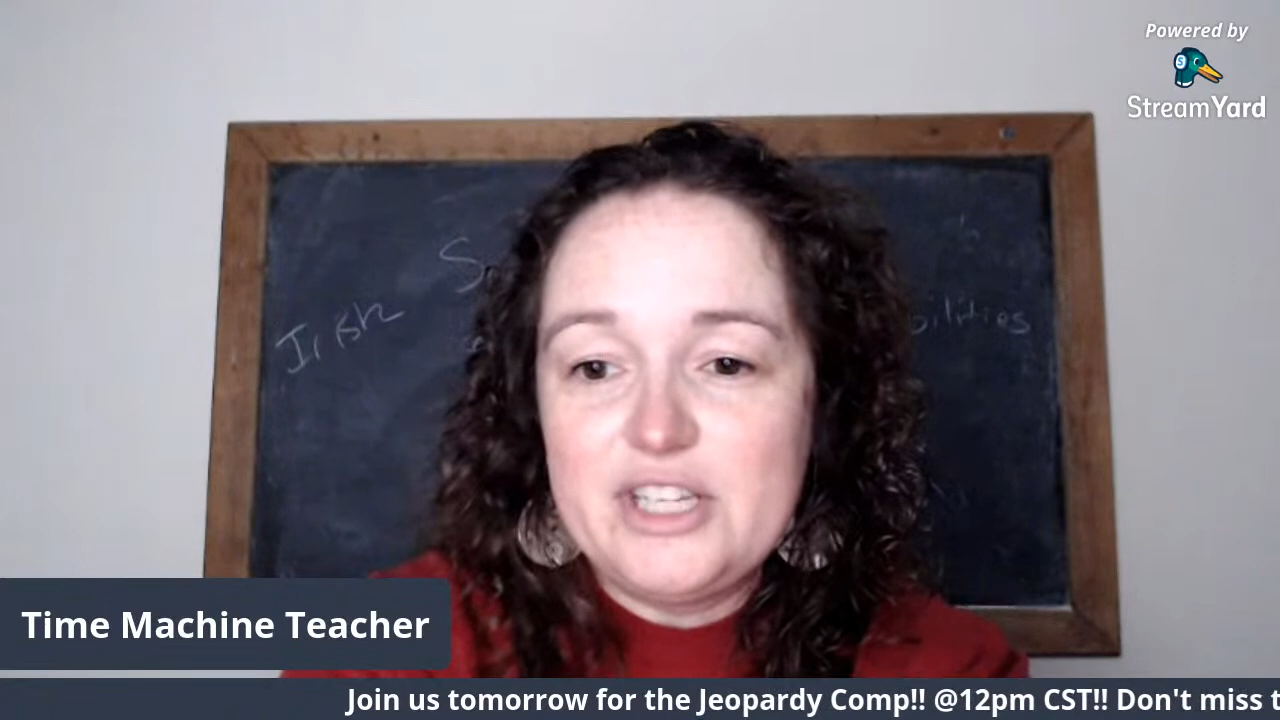 Powered by
StreamYard
Irish
Time Machine Teacher
Join us tomorrow for the Jeopardy Comp!! @12pm CST!! Don't miss t